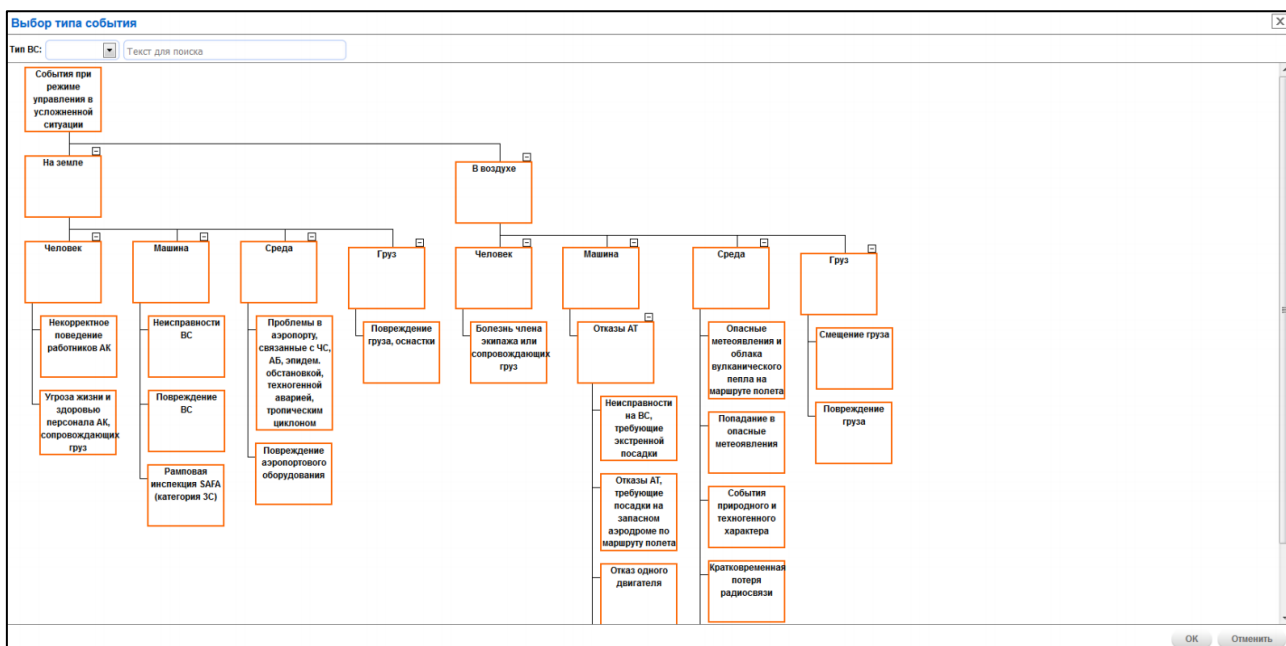 Выбор типа события
Тип ВС:
Текст для поиска
События при
режиме
управления в
усложненной
ситуации
На земле
В воздухе
Человек
Машина
Среда
Груз
Человек
Машина
Среда
Груз
Некорректное
поведение
работников АК
Угроза жизни и
здоровью
персонала АК,
сопровождающих
груз
Неисправности
ВС
Повреждение
ВС
Рамповая
инспекция SAFA
(категория 3С)
Проблемы в
аэропорту,
связанные с ЧС,
АБ, эпидем.
обстановкой,
техногенной
аварией,
тропическим
циклоном
Повреждение
аэропортового
оборудования
Повреждение
груза, оснастки
Болезнь члена
экипажа или
сопровождающих
груз
Отказы АТ
Неисправности
на ВС,
требующие
экстренной
посадки
Отказы АТ,
требующие
посадки на
запасном
аэродроме по
маршруту полета
Отказ одного
двигателя
Опасные
метеоявления и
облака
вулканического
пепла на
маршруте полета
Попадание в
опасные
метеоявления
События
природного и
техногенного
характера
Кратковременная
потеря
радиосвязи
Смещение груза
Повреждение
груза
OK
Отменить